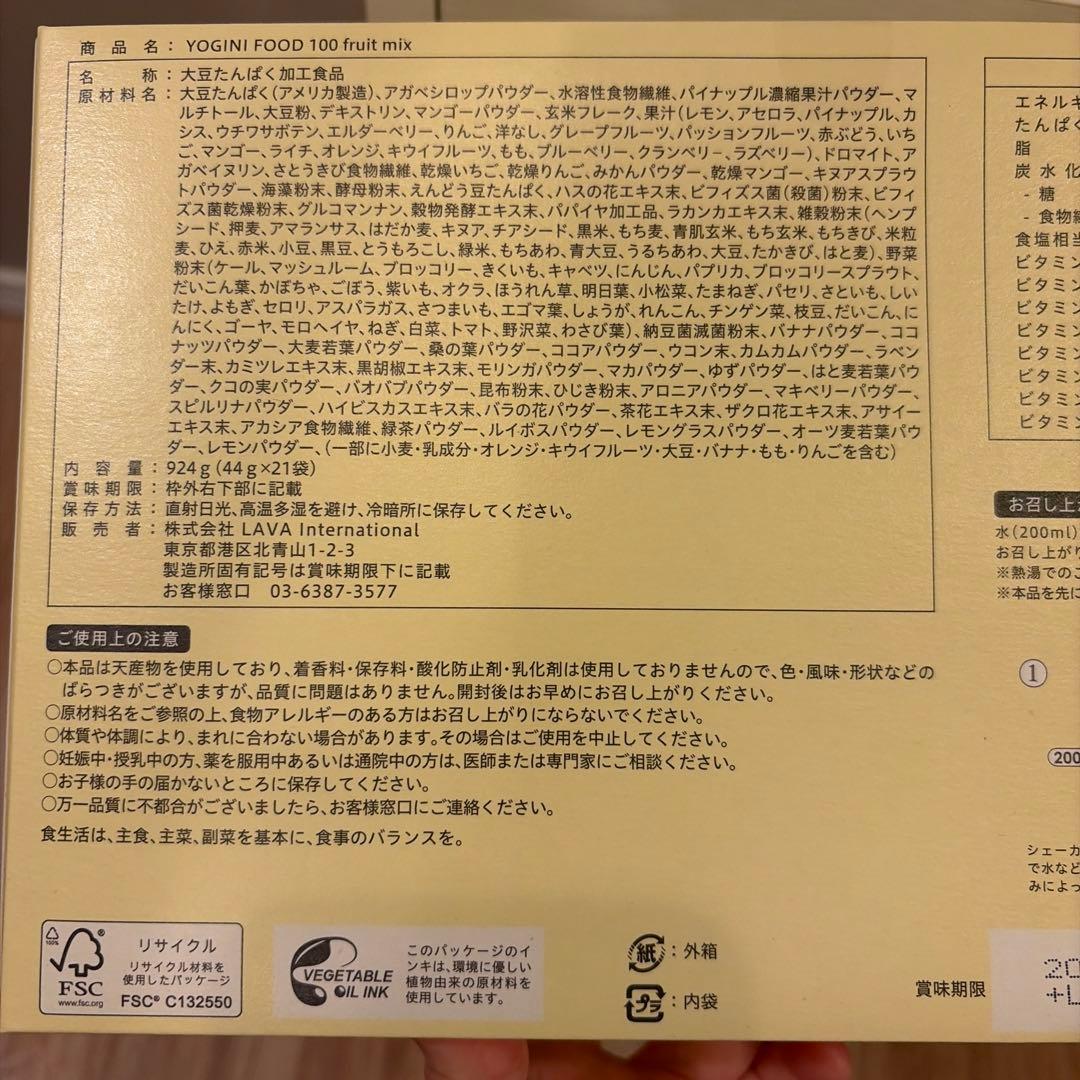 商品名： YOGINI FOOD 100 fruit mix
名称：大豆たんぱく加工食品
原材料名：大豆たんぱく(アメリカ製造)、アガベシロップパウダー、水溶性食物繊維、パイナップル濃縮果汁パウダー、マ
ルチトール、大豆粉、デキストリン、マンゴーパウダー、玄米フレーク、果汁(レモン、アセロラ、パイナップル、カ
シス、ウチワサボテン、エルダーベリー、りんご、洋なし、グレープフルーツ、パッションフルーツ、赤ぶどう、いち
ご、マンゴー、ライチ、オレンジ、キウイフルーツ、もも、ブルーベリー、クランベリー、ラズベリー)、ドロマイト、ア
ガベイヌリン、さとうきび食物繊維、乾燥いちご、乾燥りんご、みかんパウダー、乾燥マンゴー、キヌアスプラウ
トパウダー、海藻粉末、酵母粉末、えんどう豆たんぱく、ハスの花エキス末、ビフィズス菌(殺菌)粉末、ビフィ
ズス菌乾燥粉末、グルコマンナン、穀物発酵エキス末、パパイヤ加工品、ラカンカエキス末、雑穀粉末(ヘンプ
シード、押麦、アマランサス、はだか麦、キヌア、チアシード、黒米、もち麦、青肌玄米、もち玄米、もちきび、米粒
麦、ひえ、赤米、小豆、黒豆、とうもろこし、緑米、もちあわ、青大豆、うるちあわ、大豆、たかきび、はと麦)、野菜
粉末(ケール、マッシュルーム、ブロッコリー、きくいも、キャベツ、にんじん、パプリカ、ブロッコリースプラウト、
だいこん葉、かぼちゃ、ごぼう、紫いも、オクラ、ほうれん草、明日葉、小松菜、たまねぎ、パセリ、さといも、しい
たけ、よもぎ、セロリ、アスパラガス、さつまいも、エゴマ葉、しょうが、れんこん、チンゲン菜、枝豆、だいこん、に
んにく、ゴーヤ、モロヘイヤ、ねぎ、白菜、トマト、野沢菜、わさび葉)、納豆菌滅菌粉末、バナナパウダー、ココ
ナッツパウダー、大麦若葉パウダー、桑の葉パウダー、ココアパウダー、ウコン末、カムカムパウダー、ラベン
ダー末、カミツレエキス末、黒胡椒エキス末、モリンガパウダー、マカパウダー、ゆずパウダー、はと麦若葉パウ
ダー、クコの実パウダー、バオバブパウダー、昆布粉末、ひじき粉末、アロニアパウダー、マキベリーパウダー、
スピルリナパウダー、ハイビスカスエキス末、バラの花パウダー、茶花エキス末、ザクロ花エキス末、アサイー
エキス末、アカシア食物繊維、緑茶パウダー、ルイボスパウダー、レモングラスパウダー、オーツ麦若葉パウ
ダー、レモンパウダー、(一部に小麦・乳成分・オレンジ・キウイフルーツ・大豆・バナナ・もも・りんごを含む)
内容量：924g(44g×21袋)
賞味期限：枠外右下部に記載
保存方法：直射日光、高温多湿を避け、冷暗所に保存してください。
販売者：株式会社 LAVA International
東京都港区北青山1-2-3
製造所固有記号は賞味期限下に記載
お客様窓口 03-6387-3577
ご使用上の注意
○本品は天産物を使用しており、着香料・保存料・酸化防止剤・乳化剤は使用しておりませんので、色・風味・形状などの
ばらつきがございますが、品質に問題はありません。開封後はお早めにお召し上がりください。
○原材料名をご参照の上、食物アレルギーのある方はお召し上がりにならないでください。
○体質や体調により、まれに合わない場合があります。その場合はご使用を中止してください。
○妊娠中・授乳中の方、薬を服用中あるいは通院中の方は、医師または専門家にご相談ください。
○お子様の手の届かないところに保存してください。
○万一品質に不都合がございましたら、お客様窓口にご連絡ください。
食生活は、主食、主菜、副菜を基本に、食事のバランスを。
100%
FSC
www.fsc.org
リサイクル
リサイクル材料を
使用したパッケージ
FSC® C132550
VEGETABLE
OIL INK
このパッケージのイ
ンキは、環境に優しい
植物由来の原材料を
使用しています。
紙：外箱
プラ：内袋
エネルギ
たんぱく
脂
炭水化
- 糖
- 食物繊
食塩相当
ビタミン
ビタミン
ビタミン
ビタミン
ビタミン
ビタミン
ビタミン
ビタミン
お召し上が
水(200ml)
お召し上がり
※熱湯でのこ
※本品を先に
1
200
シェーカ
で水など
みによっ
賞味期限
20
+L